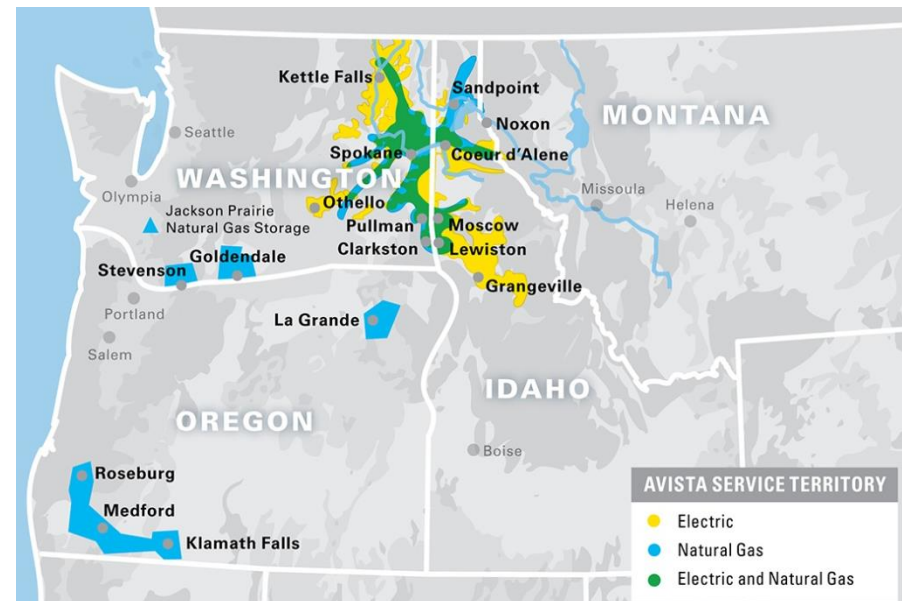 Kettle Falls
Sandpoint
Noxon
MONTANA
Seattle
Spokane
Coeur d'Alene
WASHINGTON
Olympia
Othello
Missoula
Helena
Jackson Prairie
Natural Gas Storage
Pullman
Moscow
Clarkston
Lewiston
Goldendale
Stevenson
Grangeville
Portland
La Grande
Salem
IDAHO
OREGON
Boise
Roseburg
Medford
Klamath Falls
AVISTA SERVICE TERRITORY
Electric
Natural Gas
Electric and Natural Gas